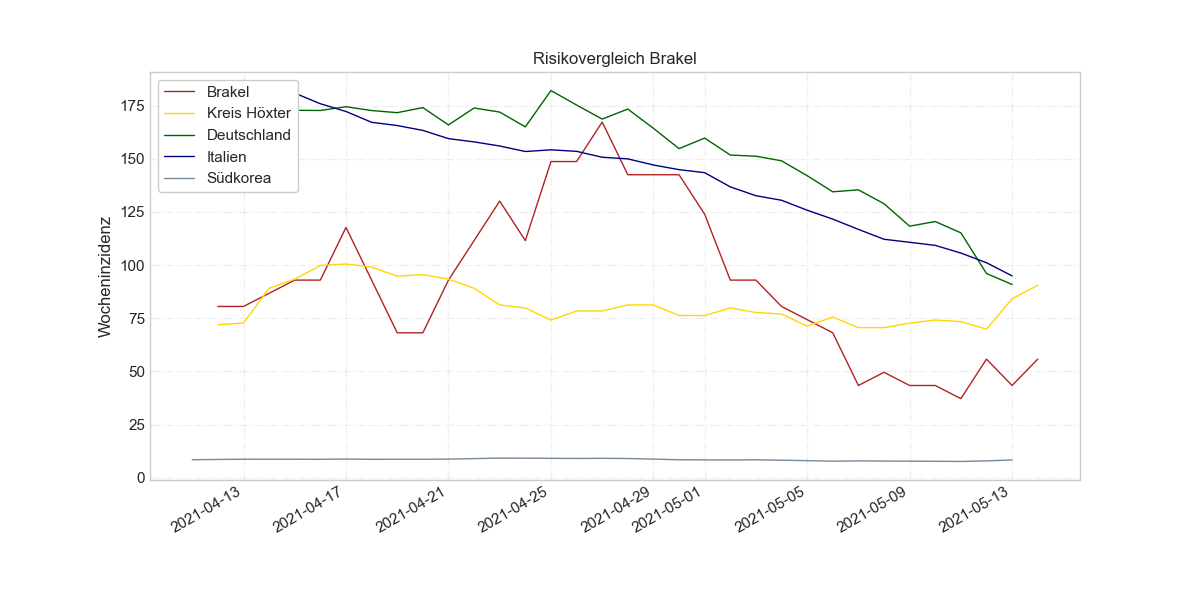 Risikovergleich Brakel
Brakel
Kreis Höxter
Deutschland
Italien
Südkorea
Wocheninzidenz
175
150
125
100
75
50
25
0
2021-04-13
2021-04-17
2021-04-21
2021-04-25
2021-04-29
2021-05-01
2021-05-05
2021-05-09
2021-05-13